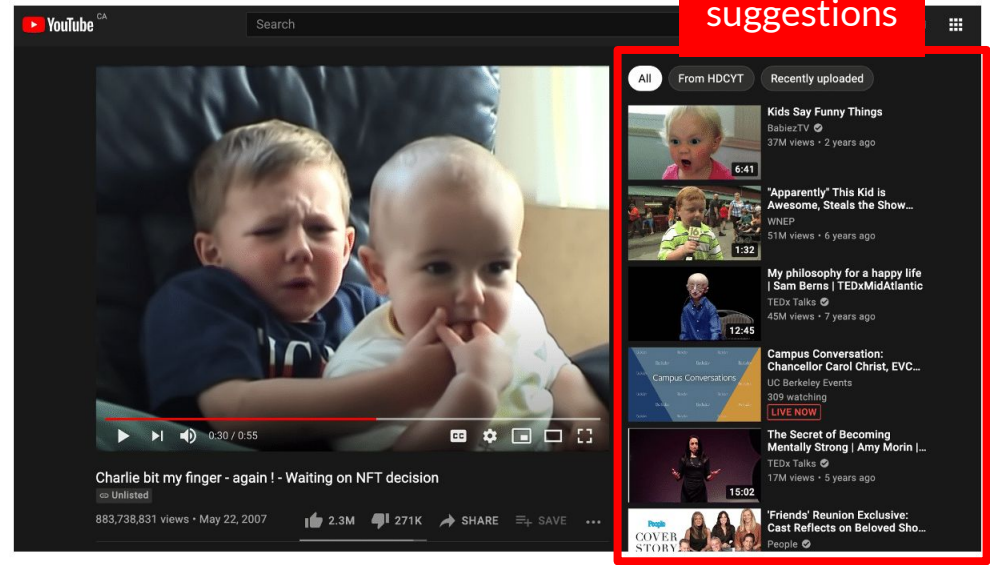 suggestions
YouTube CA
Search
All
From HDCYT
Recently uploaded
Kids Say Funny Things
BabiezTV
37M views • 2 years ago
6:41
"Apparently" This Kid is
Awesome, Steals the Show...
WNEP
51M views • 6 years ago
16
1:32
My philosophy for a happy life
| Sam Berns | TEDxMidAtlantic
TEDx Talks
45M views • 7 years ago
12:45
Campus Conversation:
Chancellor Carol Christ, EVC...
UC Berkeley Events
309 watching
LIVE NOW
Campus Conversations
The Secret of Becoming
Mentally Strong | Amy Morin |...
TEDx Talks
17M views • 5 years ago
15:02
'Friends' Reunion Exclusive:
Cast Reflects on Beloved Sho...
People
People
COVER
STORY
0:30 / 0:55
CC
Charlie bit my finger - again ! - Waiting on NFT decision
Unlisted
883,738,831 views • May 22, 2007
2.3M
271K
SHARE
SAVE